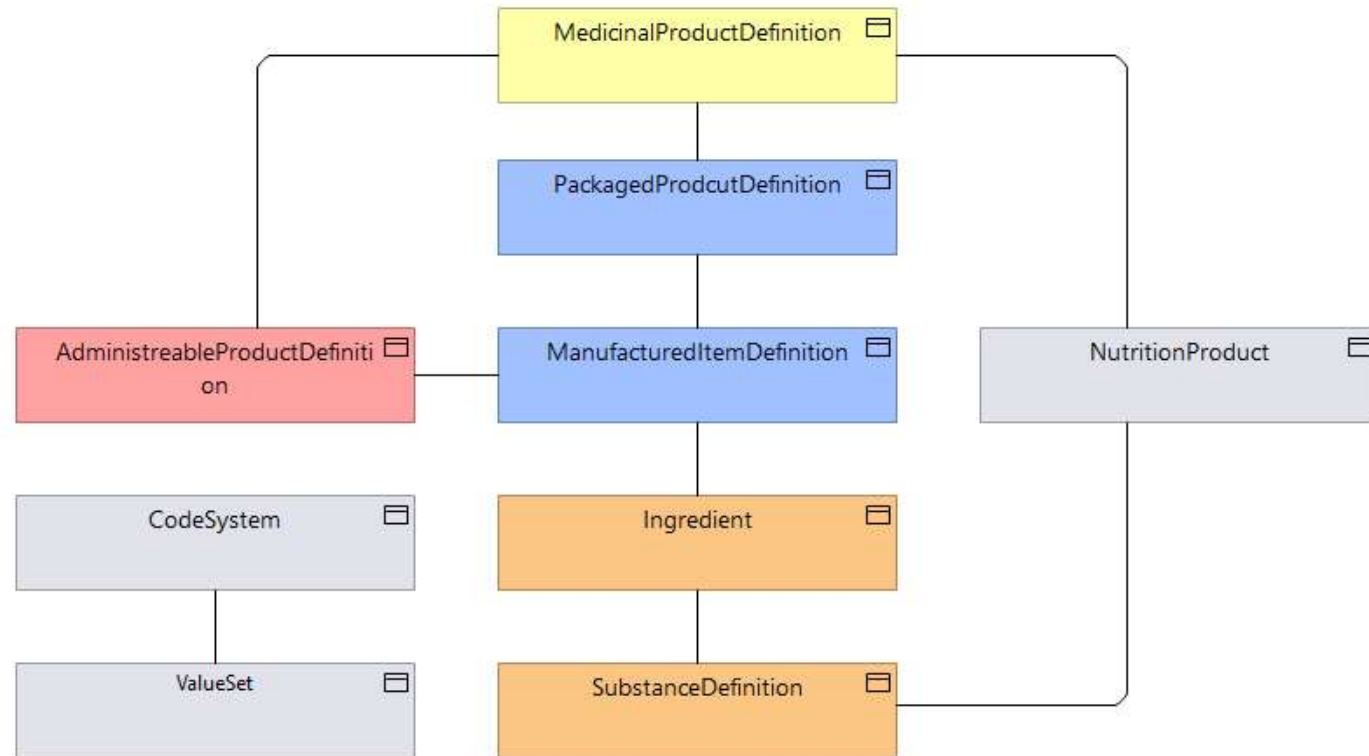 MedicinalProductDefinition
PackagedProdcutDefinition
AdministreableProductDefiniti
on
ManufacturedItemDefinition
NutritionProduct
CodeSystem
Ingredient
ValueSet
SubstanceDefinition